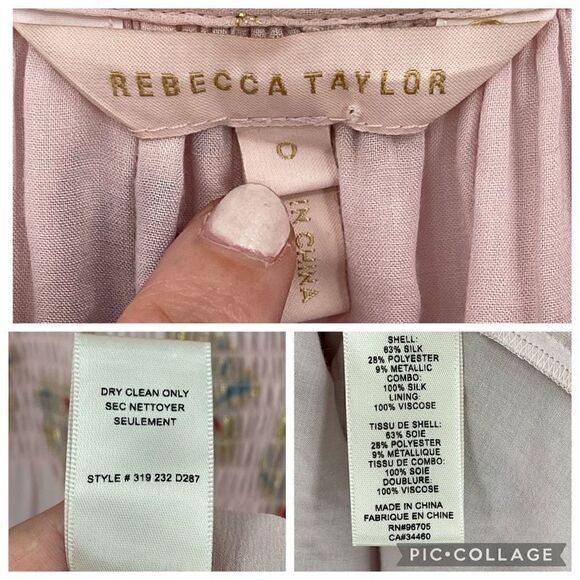 REBECCA TAYLOR
0
IN CHINA
DRY CLEAN ONLY
SEC NETTOYER
SEULEMENT
STYLE # 319 232 D287
SHELL:
63% SILK
28% POLYESTER
9% METALLIC
COMBO:
100% SILK
LINING:
100% VISCOSE
TISSU DE SHELL:
63% SOIE
28% POLYESTER
9% MÉTALLIQUE
TISSU DE COMBO:
100% SOIE
DOUBLURE:
100% VISCOSE
MADE IN CHINA
FABRIQUE EN CHINE
RN#96705
CA#34460
PIC•COLLAGE